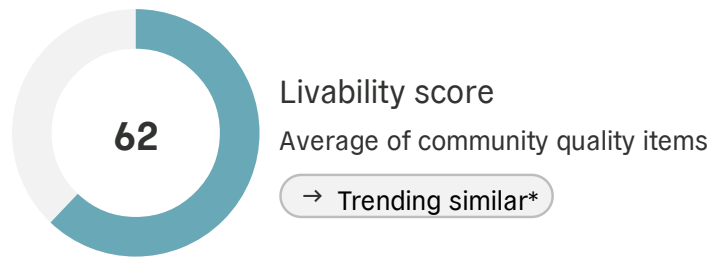 62
Livability score
Average of community quality items
→ Trending similar*